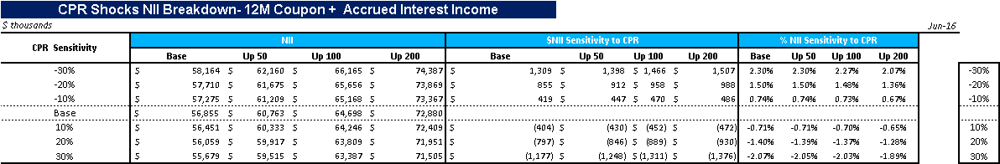 CPR Shocks NII Breakdown- 12M Coupon + Accrued Interest Income
$ thousands Jun-16
CPR Sensitivity NII $NII Sensitivity to CPR % NII Sensitivity to CPR
Base Up 50 Up 100 Up 200 Base Up 50 Up 100 Up 200 Base Up 50 Up 100 Up 200
-30% $ 58,164 $ 62,160 $ 66,165 $ 74,387 $ 1,309 $ 1,398 $ 1,466 $ 1,507 2.30% 2.30% 2.27% 2.07% -30%
-20% $ 57,710 $ 61,675 $ 65,656 $ 73,869 $ 855 $ 912 $ 958 $ 988 1.50% 1.50% 1.48% 1.36% -20%
-10% $ 57,275 $ 61,209 $ 65,168 $ 73,367 $ 419 $ 447 $ 470 $ 486 0.74% 0.74% 0.73% 0.67% -10%
Base $ 56,855 $ 60,763 $ 64,698 $ 72,880
10% $ 56,451 $ 60,333 $ 64,246 $ 72,409 $ (404) $ (430) $ (452) $ (472) -0.71% -0.71% -0.70% -0.65% 10%
20% $ 56,059 $ 59,917 $ 63,809 $ 71,951 $ (797) $ (846) $ (889) $ (930) -1.40% -1.39% -1.37% -1.28% 20%
30% $ 55,679 $ 59,515 $ 63,387 $ 71,505 $ (1,177) $ (1,248) $ (1,311) $ (1,376) -2.07% -2.05% -2.03% -1.89% 30%